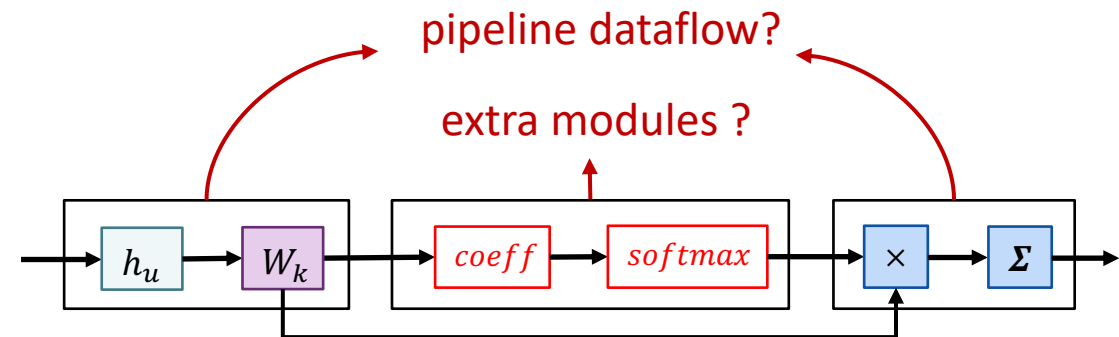 pipeline dataflow?
extra modules ?
h_u W_k coeff softmax × Σ